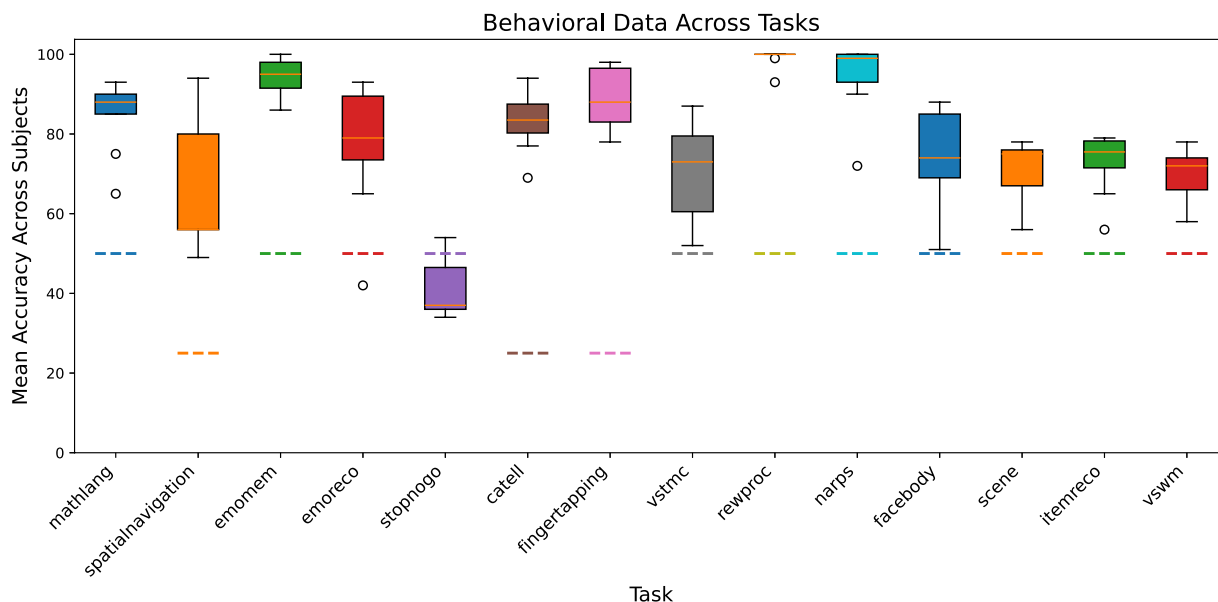 Behavioral Data Across Tasks
Mean Accuracy Across Subjects
100
80
60
40
20
0
mathlang
spatialnavigation
emomem
emoreco
stopnogo
catell
fingertapping
vstmc
rewproc
narps
facebody
scene
itemreco
vswm
Task